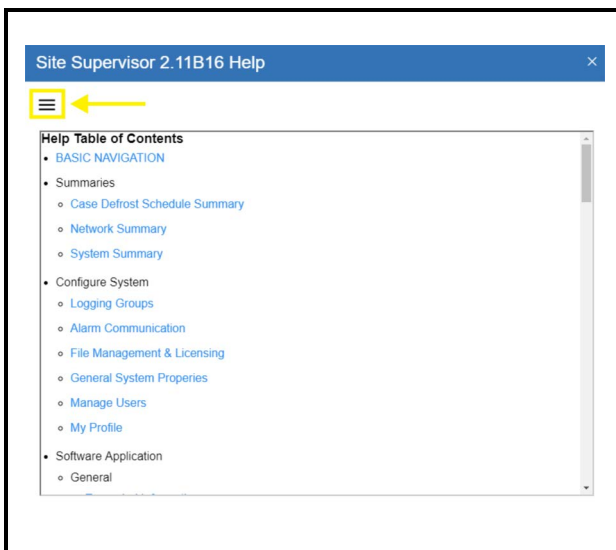 Site Supervisor 2.11B16 Help
Help Table of Contents
BASIC NAVIGATION
Summaries
Case Defrost Schedule Summary
Network Summary
System Summary
Configure System
Logging Groups
Alarm Communication
File Management & Licensing
General System Properies
Manage Users
My Profile
Software Application
General